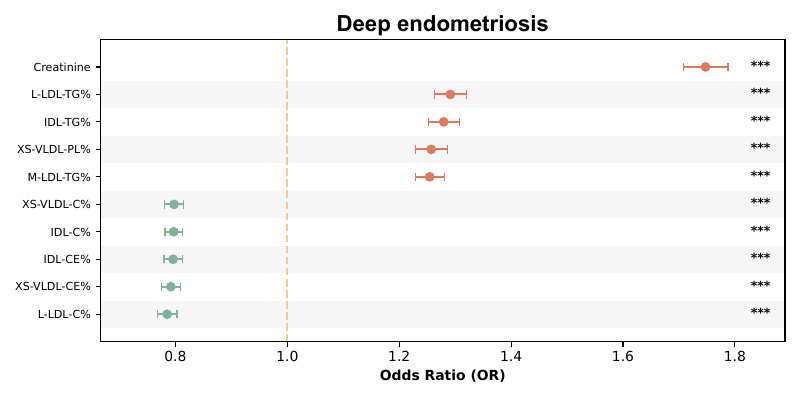 Deep endometriosis
Creatinine ***
L-LDL-TG% ***
IDL-TG% ***
XS-VLDL-PL% ***
M-LDL-TG% ***
XS-VLDL-C% ***
IDL-C% ***
IDL-CE% ***
XS-VLDL-CE% ***
L-LDL-C% ***
0.8 1.0 1.2 1.4 1.6 1.8
Odds Ratio (OR)